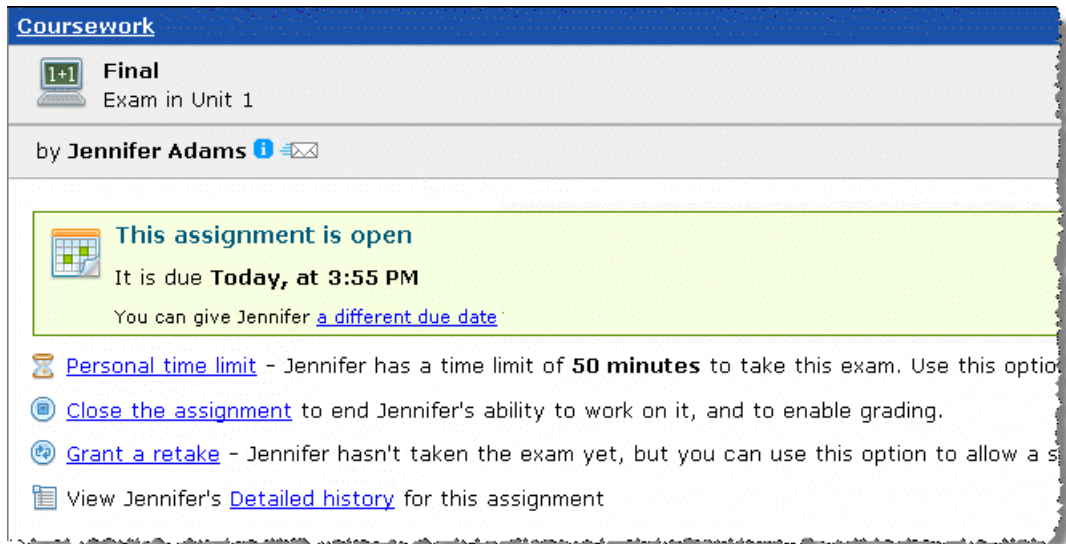 Coursework
1+1
Final
Exam in Unit 1
by Jennifer Adams
This assignment is open
It is due Today, at 3:55 PM
You can give Jennifer a different due date
Personal time limit - Jennifer has a time limit of 50 minutes to take this exam. Use this
Close the assignment to end Jennifer's ability to work on it, and to enable grading.
Grant a retake - Jennifer hasn't taken the exam yet, but you can use this option to allow a
View Jennifer's Detailed history for this assignment